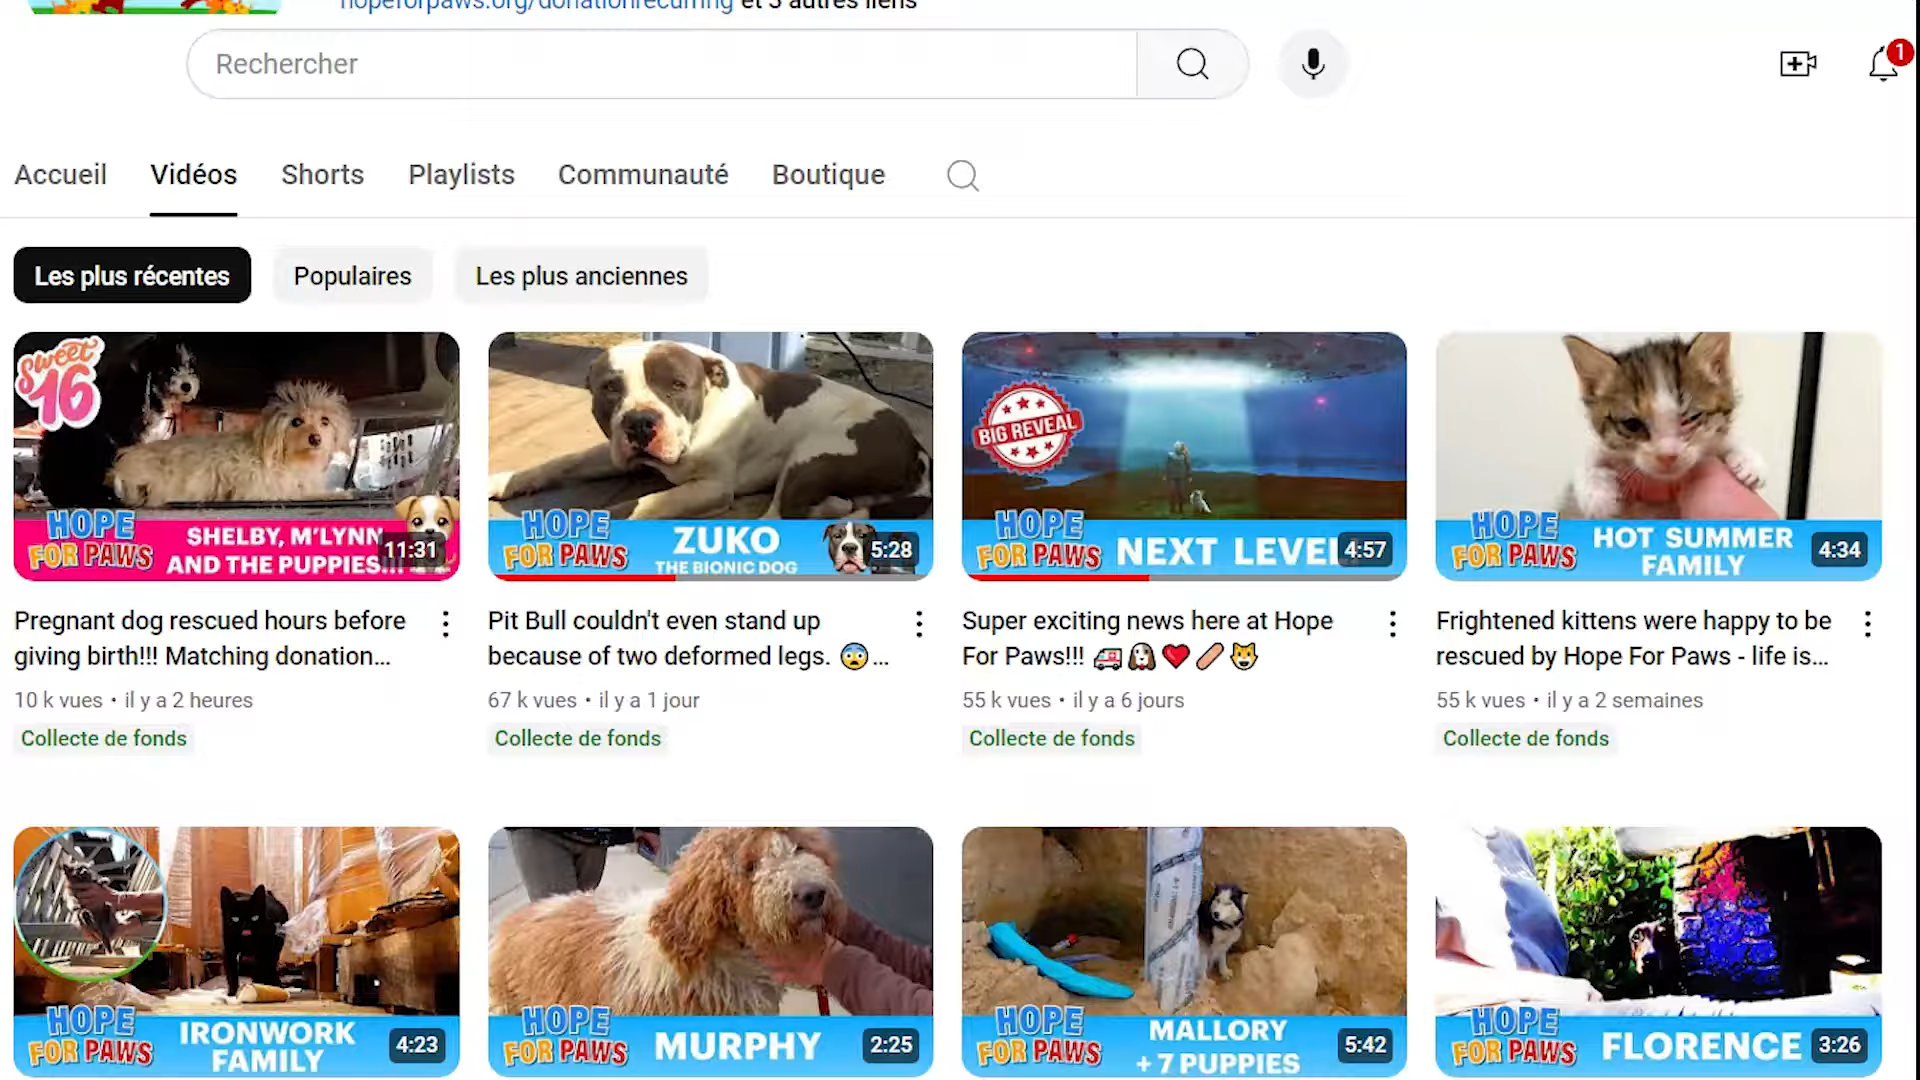 hopeforpaws.org/donationrecurring et 3 autres liens
Rechercher
1
Accueil
Vidéos
Shorts
Playlists
Communauté
Boutique
Les plus récentes
Populaires
Les plus anciennes
Sweet
16
HOPE
FOR PAWS
SHELBY, M'LYNN
AND THE PUPPIES...
11:31
HOPE
FOR PAWS
ZUKO
THE BIONIC DOG
5:28
BIG REVEAL
HOPE
FOR PAWS
NEXT LEVEL
4:57
HOPE
FOR PAWS
HOT SUMMER
FAMILY
4:34
Pregnant dog rescued hours before
giving birth!!! Matching donation...
10 k vues • il y a 2 heures
Collecte de fonds
Pit Bull couldn't even stand up
because of two deformed legs. 😨...
67 k vues • il y a 1 jour
Collecte de fonds
Super exciting news here at Hope
For Paws!!! 🚑🐶❤️🩹😺
55 k vues • il y a 6 jours
Collecte de fonds
Frightened kittens were happy to be
rescued by Hope For Paws - life is...
55 k vues • il y a 2 semaines
Collecte de fonds
HOPE
FOR PAWS
IRONWORK
FAMILY
4:23
HOPE
FOR PAWS
MURPHY
2:25
HOPE
FOR PAWS
MALLORY
+ 7 PUPPIES
5:42
HOPE
FOR PAWS
FLORENCE
3:26